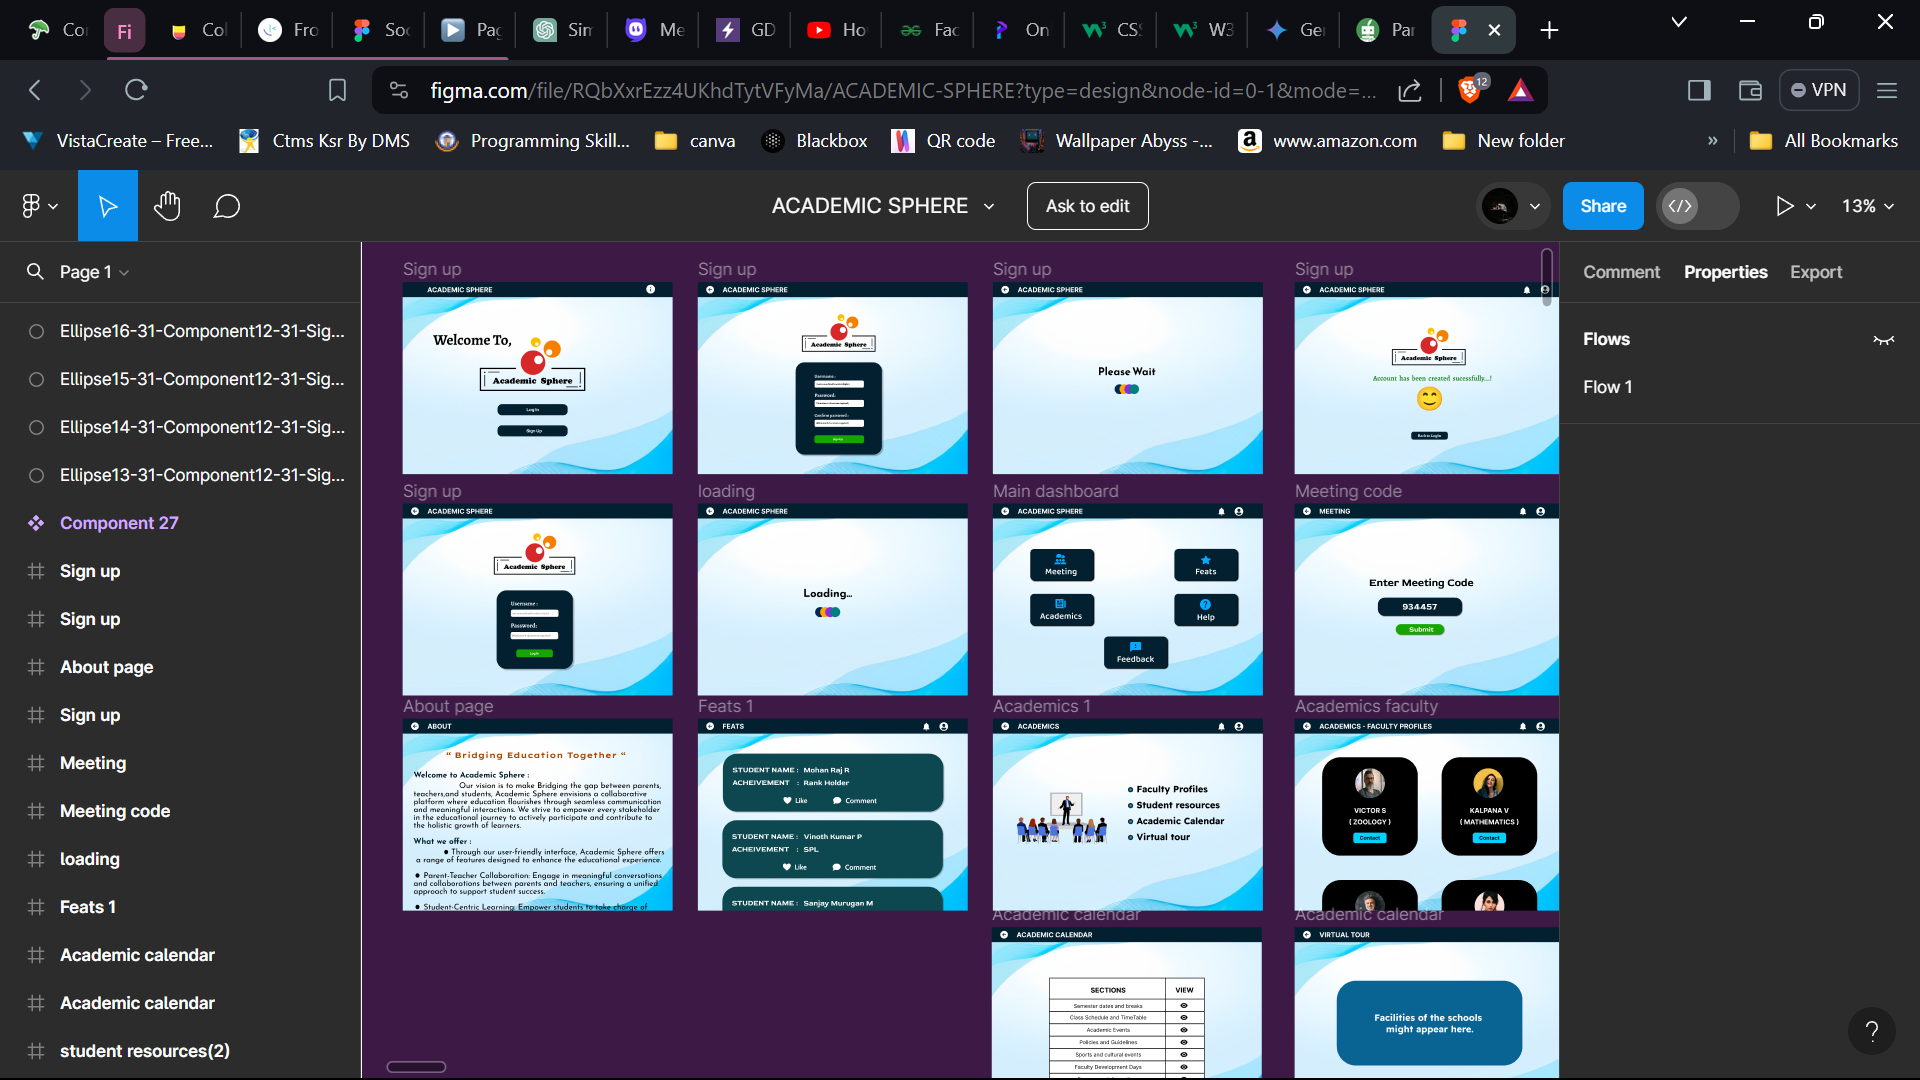 Co
Fi
Col
Fro
Soc
Pag
Sim
Me
GD
Ho
Fac
On
CSS
W3
Ge
Par
figma.com/file/RQbXxrEzz4UKhdTytVFyMa/ACADEMIC-SPHERE?type=design&node-id=0-1&mode=...
12
VPN
VistaCreate – Free...
Ctms Ksr By DMS
Programming Skill...
canva
Blackbox
QR code
Wallpaper Abyss -...
www.amazon.com
New folder
»
All Bookmarks
ACADEMIC SPHERE
Ask to edit
Share
13%
Page 1
Ellipse16-31-Component12-31-Sig...
Ellipse15-31-Component12-31-Sig...
Ellipse14-31-Component12-31-Sig...
Ellipse13-31-Component12-31-Sig...
Component 27
Sign up
Sign up
About page
Sign up
Meeting
Meeting code
loading
Feats 1
Academic calendar
Academic calendar
student resources(2)
Sign up
ACADEMIC SPHERE
Welcome To,
Academic Sphere
Log In
Sign Up
Sign up
ACADEMIC SPHERE
Academic Sphere
Username :
Password:
Confirm password :
Sign up
ACADEMIC SPHERE
Please Wait
Sign up
ACADEMIC SPHERE
Academic Sphere
Account has been created sucessfully...!
Back to Login
Sign up
ACADEMIC SPHERE
Academic Sphere
Username :
Password:
Login
loading
ACADEMIC SPHERE
Loading...
Main dashboard
ACADEMIC SPHERE
Meeting
Feats
Academics
Help
Feedback
Meeting code
MEETING
Enter Meeting Code
934457
Submit
About page
ABOUT
" Bridging Education Together "
Welcome to Academic Sphere :
Our vision is to make Bridging the gap between parents,
teachers,and students, Academic Sphere envisions a collaborative
platform where education flourishes through seamless communication
and meaningful interactions. We strive to empower every stakeholder
in the educational journey to actively participate and contribute to
the holistic growth of learners.
What we offer :
● Through our user-friendly interface, Academic Sphere offers
a range of features designed to enhance the educational experience.
● Parent-Teacher Collaboration: Engage in meaningful conversations
and collaborations between parents and teachers, ensuring a unified
approach to support student success.
● Student-Centric Learning: Empower students to take charge of
Feats 1
FEATS
STUDENT NAME : Mohan Raj R
ACHEIVEMENT : Rank Holder
Like
Comment
STUDENT NAME : Vinoth Kumar P
ACHEIVEMENT : SPL
Like
Comment
STUDENT NAME : Sanjay Murugan M
Academics 1
ACADEMICS
Faculty Profiles
Student resources
Academic Calendar
Virtual tour
Academics faculty
ACADEMICS - FACULTY PROFILES
VICTOR S
( ZOOLOGY )
Contact
KALPANA V
( MATHEMATICS )
Contact
Academic calendar
ACADEMIC CALENDAR
SECTIONS
VIEW
Semester dates and breaks
Class Schedule and TimeTable
Academic Events
Policies and Guidelines
Sports and cultural events
Faculty Development Days
Academic calendar
VIRTUAL TOUR
Facilities of the schools
might appear here.
Comment
Properties
Export
Flows
Flow 1
?